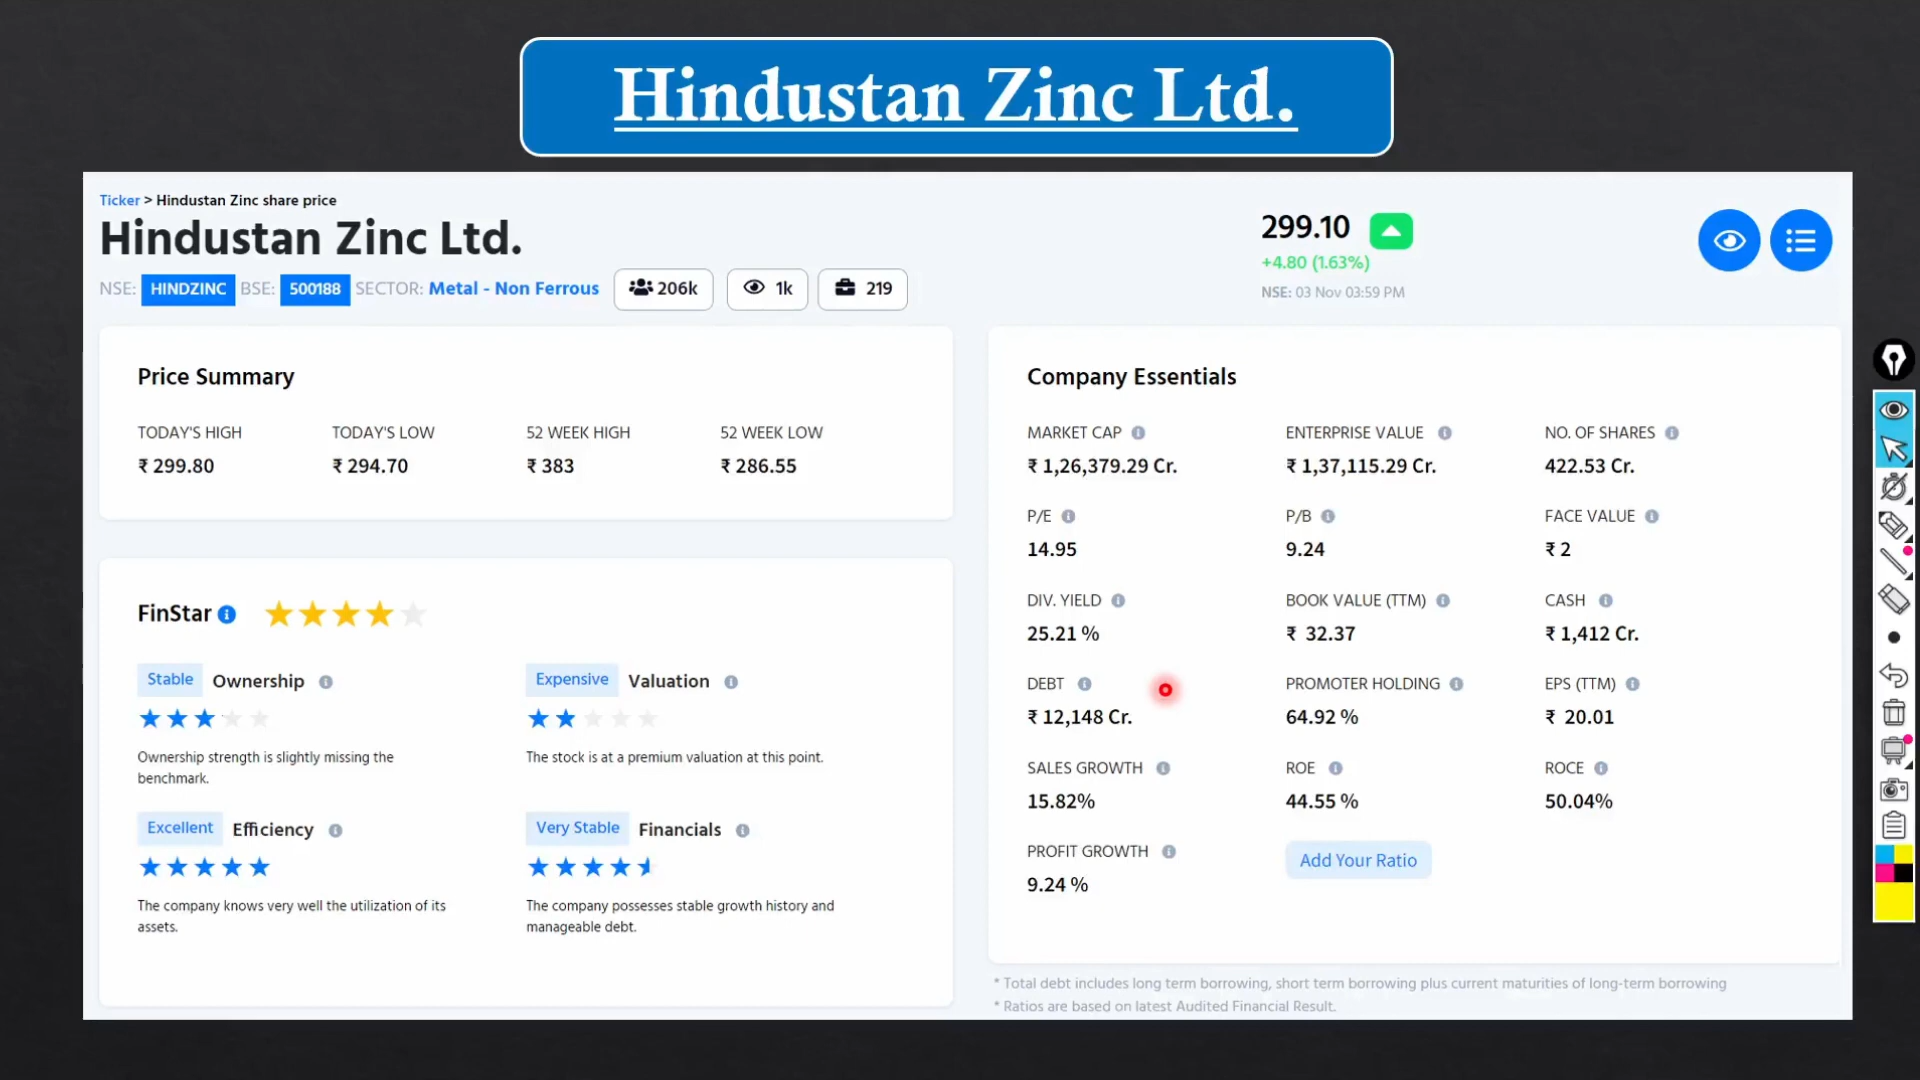 Hindustan Zinc Ltd.
Ticker > Hindustan Zinc share price
Hindustan Zinc Ltd.
NSE: HINDZINC BSE: 500188 SECTOR: Metal - Non Ferrous 206k 1k 219
299.10
+4.80 (1.63%)
NSE: 03 Nov 03:59 PM
Price Summary
TODAY'S HIGH TODAY'S LOW 52 WEEK HIGH 52 WEEK LOW
₹ 299.80 ₹ 294.70 ₹ 383 ₹ 286.55
FinStar
Stable Ownership
Ownership strength is slightly missing the
benchmark.
Expensive Valuation
The stock is at a premium valuation at this point.
Excellent Efficiency
The company knows very well the utilization of its
assets.
Very Stable Financials
The company possesses stable growth history and
manageable debt.
Company Essentials
MARKET CAP ENTERPRISE VALUE NO. OF SHARES
₹ 1,26,379.29 Cr. ₹ 1,37,115.29 Cr. 422.53 Cr.
P/E P/B FACE VALUE
14.95 9.24 ₹ 2
DIV. YIELD BOOK VALUE (TTM) CASH
25.21 % ₹ 32.37 ₹ 1,412 Cr.
DEBT PROMOTER HOLDING EPS (TTM)
₹ 12,148 Cr. 64.92 % ₹ 20.01
SALES GROWTH ROE ROCE
15.82% 44.55 % 50.04%
PROFIT GROWTH
9.24 %
Add Your Ratio
* Total debt includes long term borrowing, short term borrowing plus current maturities of long-term borrowing
* Ratios are based on latest Audited Financial Result.